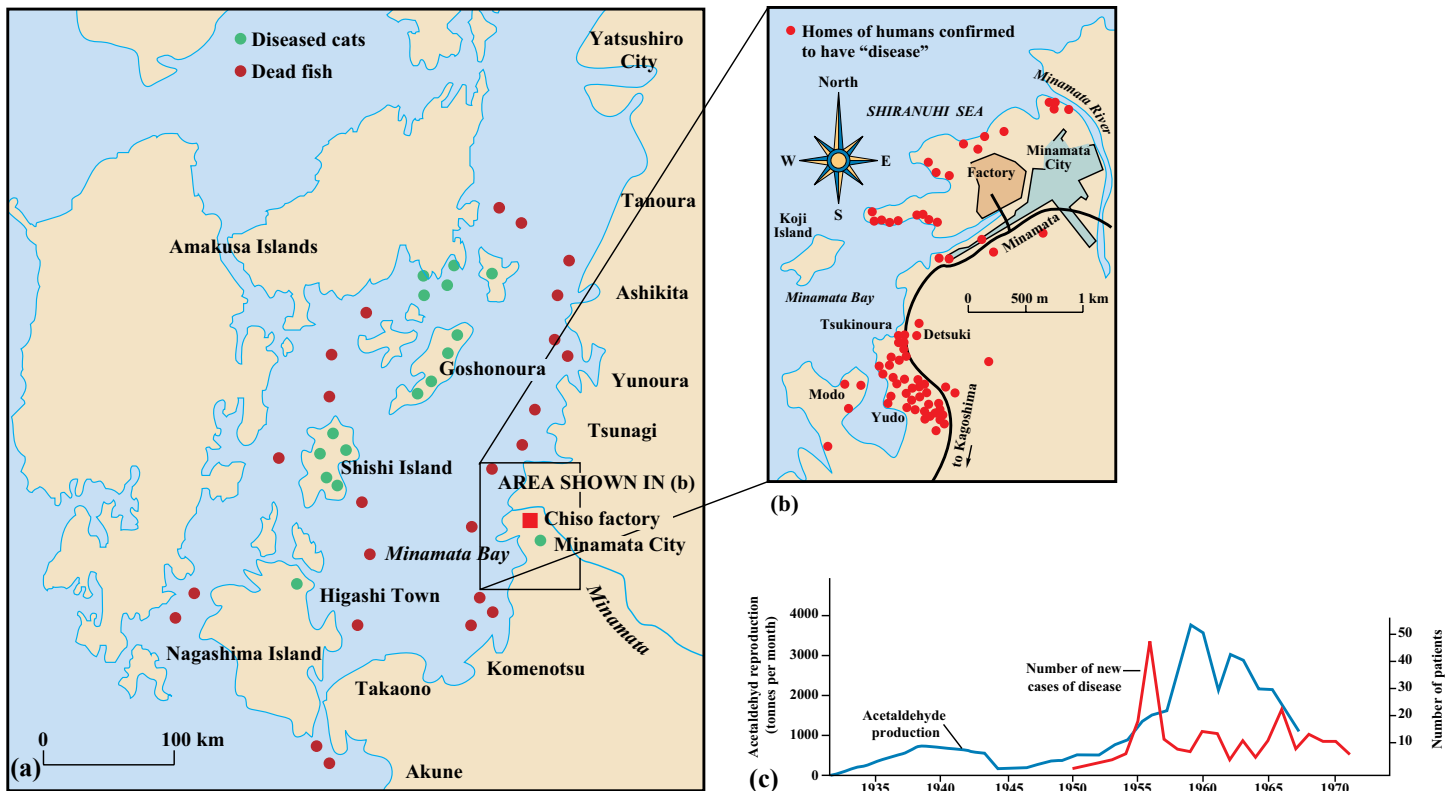 Diseased cats
Dead fish
Yatsushiro
City
Tanoura
Amakusa Islands
Ashikita
Goshonoura
Yunoura
Tsunagi
Shishi Island
AREA SHOWN IN (b)
Chiso factory
Minamata City
Minamata Bay
Higashi Town
Minamata
Nagashima Island
Komenotsu
Takaono
0 100 km
Akune
(a)
Homes of humans confirmed
to have “disease”
North
SHIRANUHI SEA
Minamata River
W E
S
Minamata
City
Factory
Koji
Island
Minamata
Minamata Bay
0 500 m 1 km
Tsukinoura
Detsuki
Modo
Yudo
to Kagoshima
(b)
Acetaldehyd reproduction
(tonnes per month)
4000
3000
2000
1000
0
Number of new
cases of disease
Acetaldehyde
production
50
40
30
20
10
Number of patients
1935 1940 1945 1950 1955 1960 1965 1970
(c)